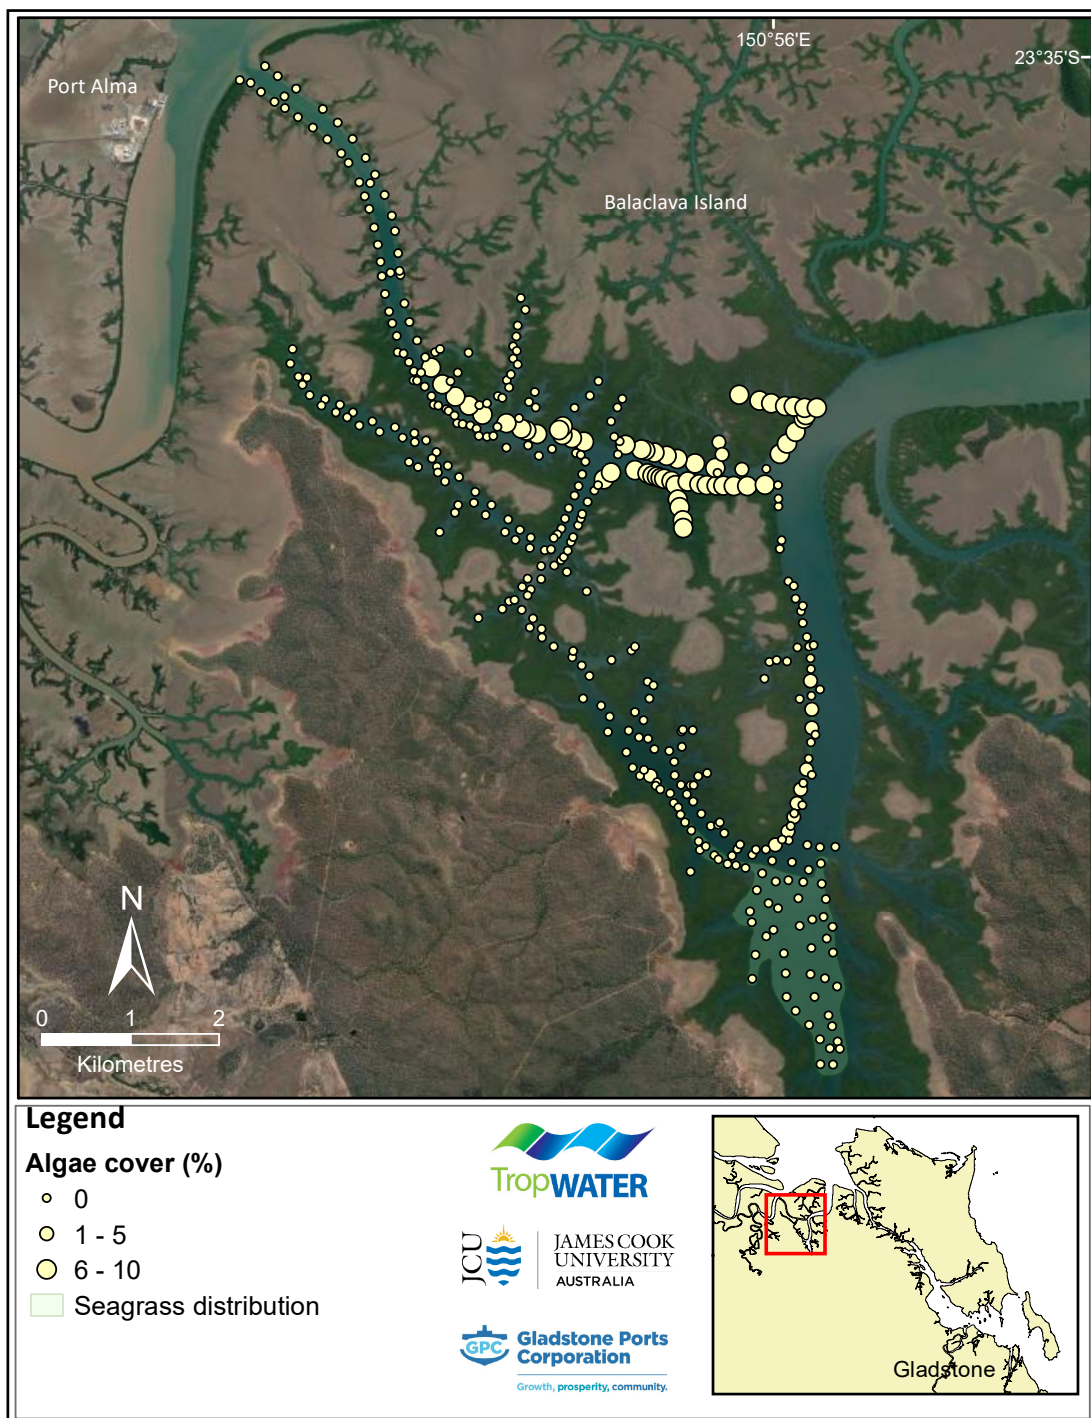 150°56'E
23°35'S
Port Alma
Balaclava Island
N
0 1 2
Kilometres
Legend
Algae cover (%)
0
1 - 5
6 - 10
Seagrass distribution
TropWATER
JCU
JAMES COOK
UNIVERSITY
AUSTRALIA
GPC
Gladstone Ports
Corporation
Growth, prosperity, community.
Gladstone